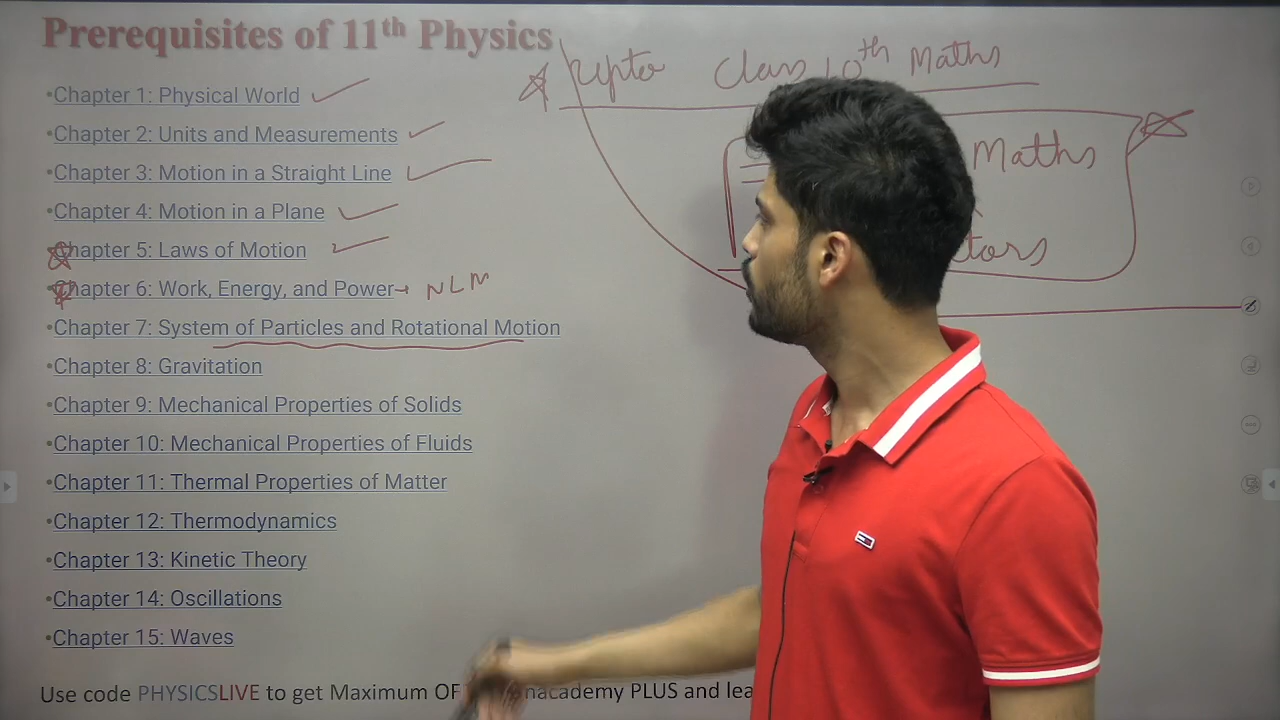 Prerequisites of 11th Physics
upto Class 10th Maths
•Chapter 1: Physical World
•Chapter 2: Units and Measurements
Maths
•Chapter 3: Motion in a Straight Line
•Chapter 4: Motion in a Plane
•Chapter 5: Laws of Motion
•Chapter 6: Work, Energy, and Power → NLM
•Chapter 7: System of Particles and Rotational Motion
•Chapter 8: Gravitation
•Chapter 9: Mechanical Properties of Solids
•Chapter 10: Mechanical Properties of Fluids
•Chapter 11: Thermal Properties of Matter
•Chapter 12: Thermodynamics
•Chapter 13: Kinetic Theory
•Chapter 14: Oscillations
•Chapter 15: Waves
Use code PHYSICSLIVE to get Maximum PLUS and